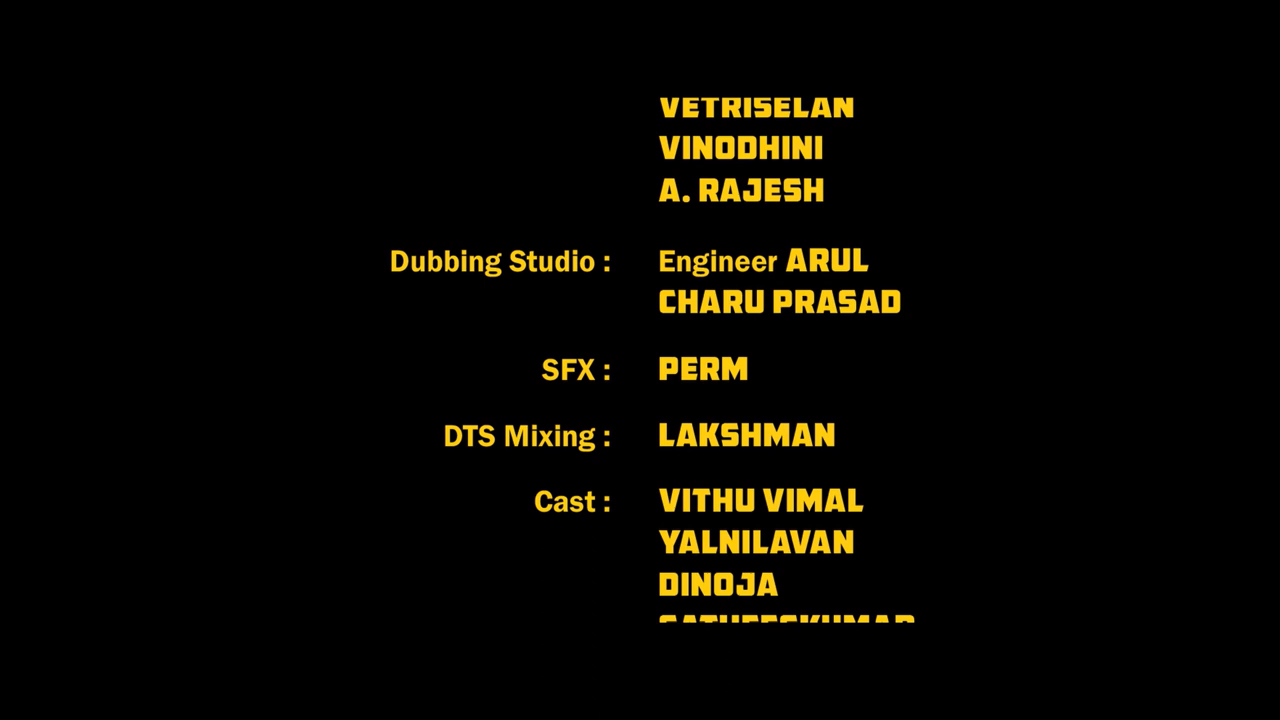 VETRISELAN
VINODHINI
A. RAJESH
Dubbing Studio : Engineer ARUL
CHARU PRASAD
SFX : PERM
DTS Mixing : LAKSHMAN
Cast : VITHU VIMAL
YALNILAVAN
DINOJA